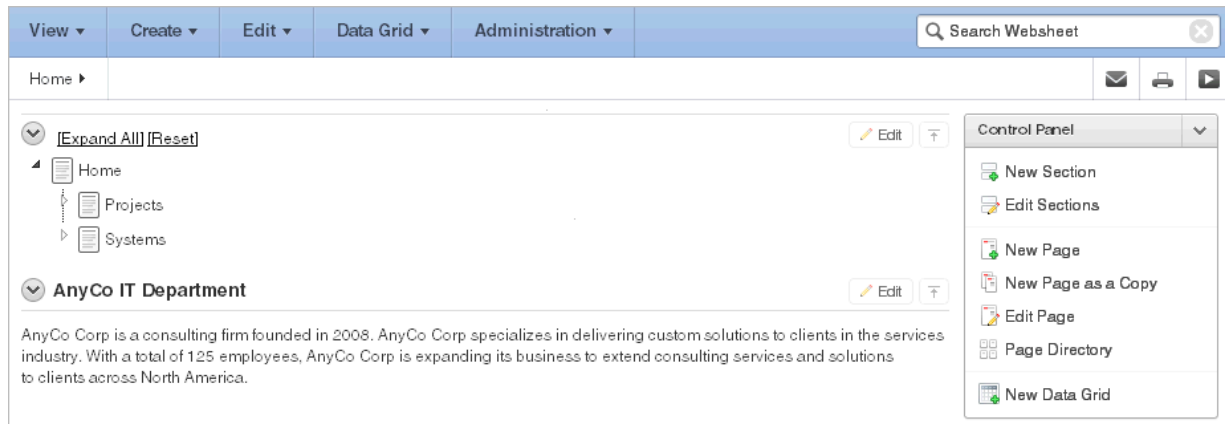 View Create Edit Data Grid Administration Search Websheet
Home
[Expand All] [Reset] Edit
Home
Projects
Systems
AnyCo IT Department Edit
AnyCo Corp is a consulting firm founded in 2008. AnyCo Corp specializes in delivering custom solutions to clients in the services
industry. With a total of 125 employees, AnyCo Corp is expanding its business to extend consulting services and solutions
to clients across North America.
Control Panel
New Section
Edit Sections
New Page
New Page as a Copy
Edit Page
Page Directory
New Data Grid